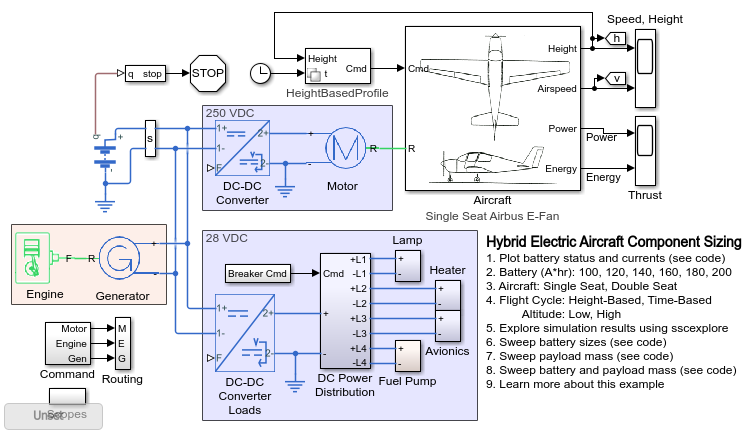 Speed, Height
h
Height
Height
t
Cmd
HeightBasedProfile
Cmd
v
Airspeed
q stop
STOP
Power
Power
Energy
Energy
Thrust
Aircraft
Single Seat Airbus E-Fan
250 VDC
s
1+
1-
F
2+
2-
DC-DC
Converter
+
-
M
R
R
Motor
+
28 VDC
Engine
F
R
G
+
-
Generator
Breaker Cmd
Cmd
+
-
+L1
-L1
+L2
-L2
+L3
-L3
+L4
-L4
DC Power
Distribution
Lamp
+
-
Heater
+
-
+
-
Avionics
+
-
Fuel Pump
1+
1-
F
2+
2-
DC-DC
Converter
Loads
Motor
Engine
Gen
Command
M
E
G
Routing
Scopes
Hybrid Electric Aircraft Component Sizing
1. Plot battery status and currents (see code)
2. Battery (A*hr): 100, 120, 140, 160, 180, 200
3. Aircraft: Single Seat, Double Seat
4. Flight Cycle: Height-Based, Time-Based
Altitude: Low, High
5. Explore simulation results using sscexplore
6. Sweep battery sizes (see code)
7. Sweep payload mass (see code)
8. Sweep battery and payload mass (see code)
9. Learn more about this example